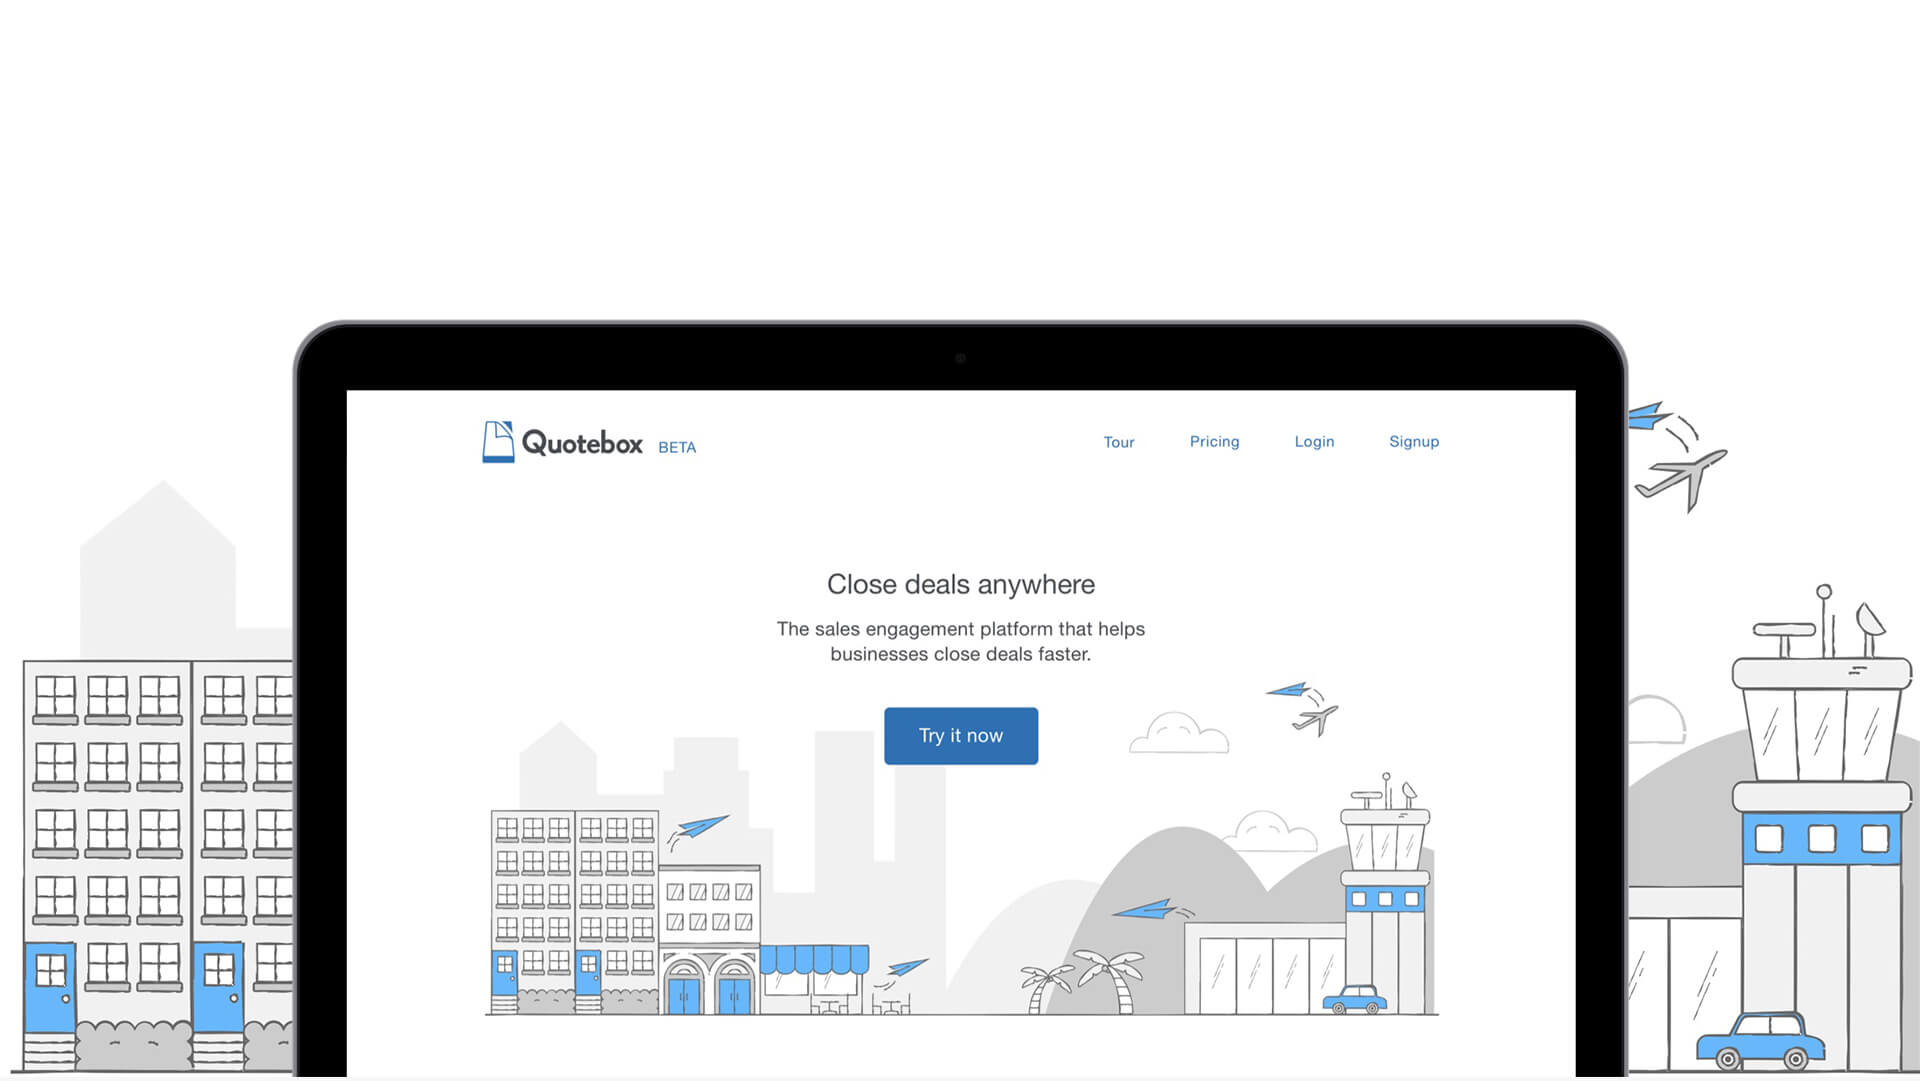 Quotebox BETA
Tour Pricing Login Signup
Close deals anywhere
The sales engagement platform that helps
businesses close deals faster.
Try it now